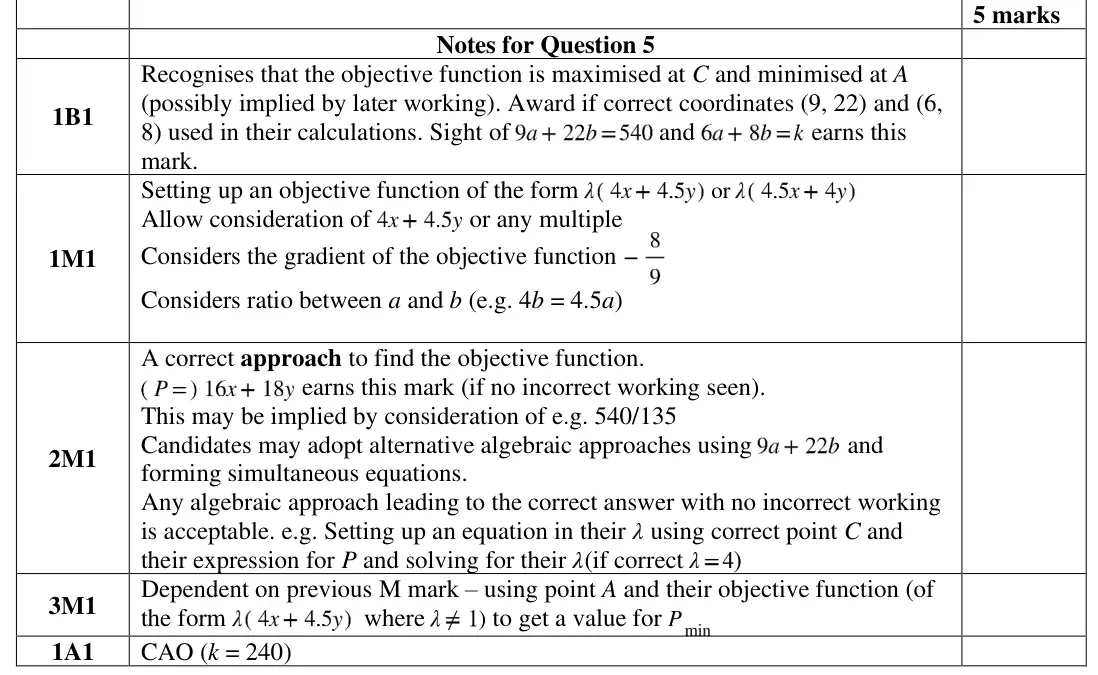 5 marks
Notes for Question 5
1B1
Recognises that the objective function is maximised at C and minimised at A
(possibly implied by later working). Award if correct coordinates (9, 22) and (6,
8) used in their calculations. Sight of 9a + 22b = 540 and 6a + 8b = k earns this
mark.
1M1
Setting up an objective function of the form λ( 4x + 4.5y) or λ( 4.5x + 4y)
Allow consideration of 4x + 4.5y or any multiple
Considers the gradient of the objective function − 8/9
Considers ratio between a and b (e.g. 4b = 4.5a)
2M1
A correct approach to find the objective function.
( P = ) 16x + 18y earns this mark (if no incorrect working seen).
This may be implied by consideration of e.g. 540/135
Candidates may adopt alternative algebraic approaches using 9a + 22b and
forming simultaneous equations.
Any algebraic approach leading to the correct answer with no incorrect working
is acceptable. e.g. Setting up an equation in their λ using correct point C and
their expression for P and solving for their λ(if correct λ = 4)
3M1
Dependent on previous M mark – using point A and their objective function (of
the form λ( 4x + 4.5y) where λ ≠ 1) to get a value for P min
1A1
CAO (k = 240)